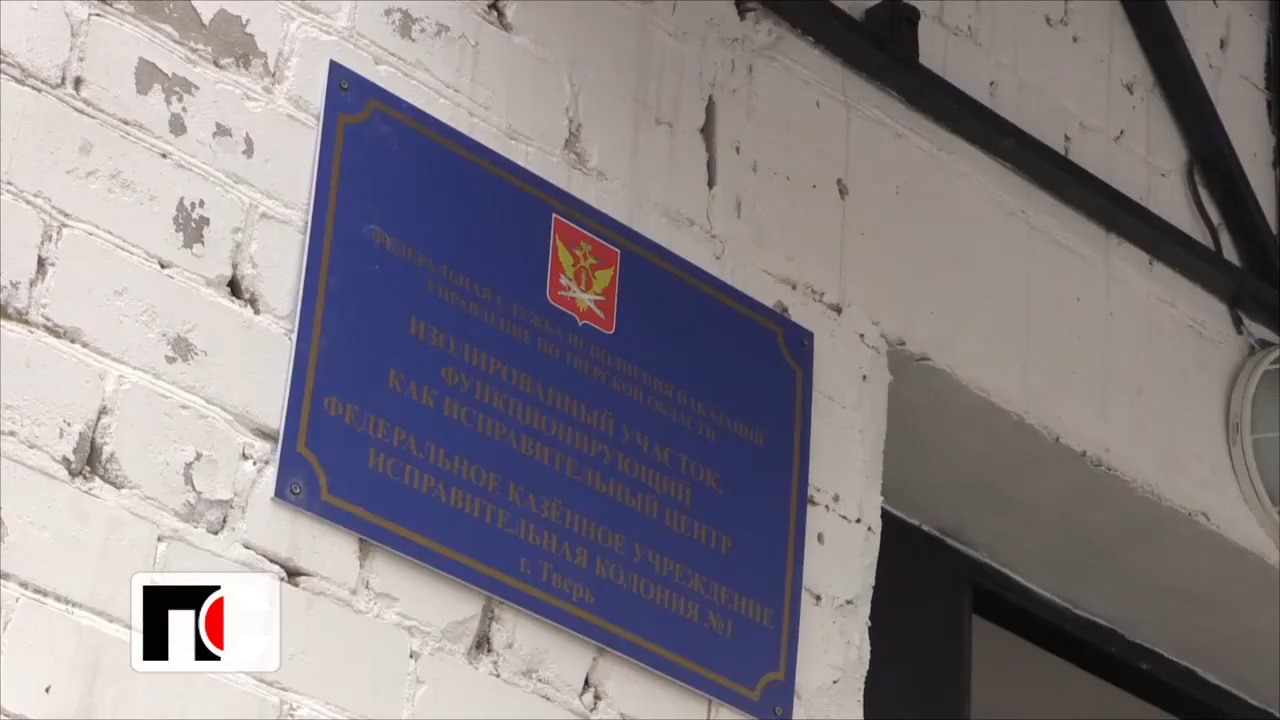 ФЕДЕРАЛЬНАЯ СЛУЖБА ИСПОЛНЕНИЯ НАКАЗАНИЙ
УПРАВЛЕНИЕ ПО ТВЕРСКОЙ ОБЛАСТИ
ИЗОЛИРОВАННЫЙ УЧАСТОК,
ФУНКЦИОНИРУЮЩИЙ
КАК ИСПРАВИТЕЛЬНЫЙ ЦЕНТР
ФЕДЕРАЛЬНОЕ КАЗЁННОЕ УЧРЕЖДЕНИЕ
ИСПРАВИТЕЛЬНАЯ КОЛОНИЯ №1
г. Тверь
ПС